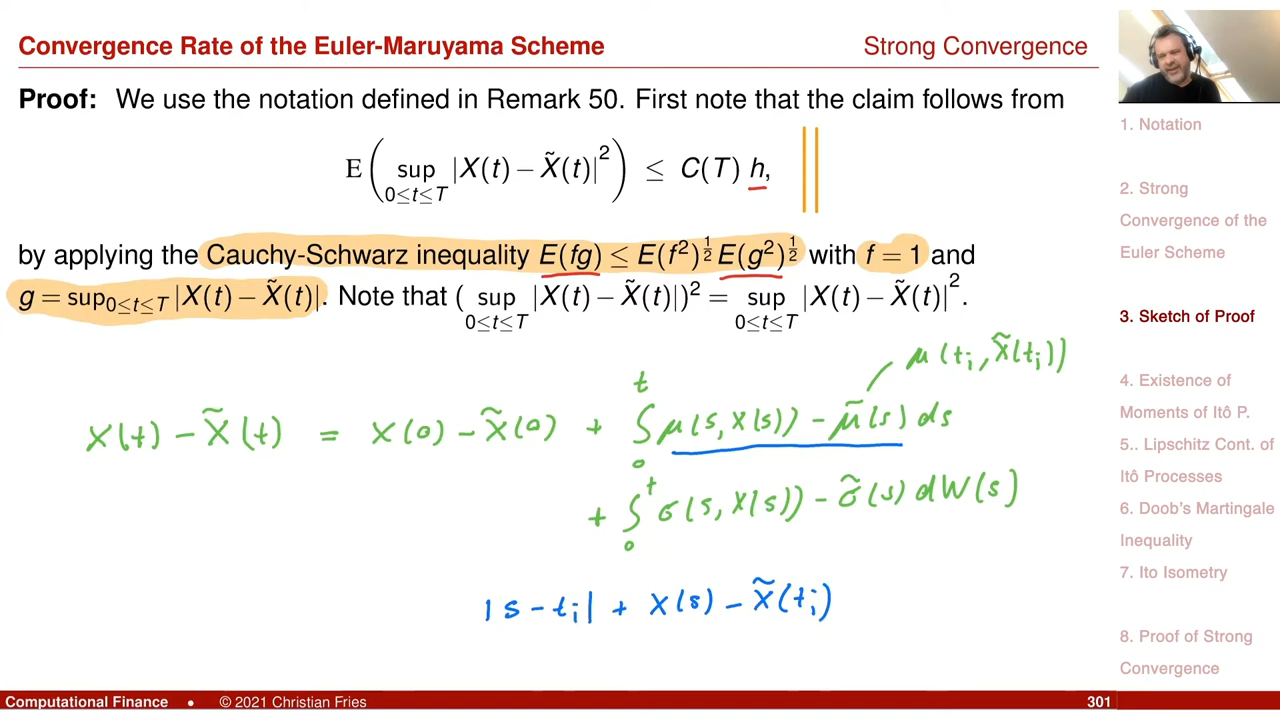 Convergence Rate of the Euler-Maruyama Scheme
Strong Convergence
Proof: We use the notation defined in Remark 50. First note that the claim follows from
E ( sup_{0≤t≤T} |X(t) − X̃(t)|² ) ≤ C(T) h,
by applying the Cauchy-Schwarz inequality E(fg) ≤ E(f²)^½ E(g²)^½ with f = 1 and
g = sup_{0≤t≤T} |X(t) − X̃(t)|. Note that ( sup_{0≤t≤T} |X(t) − X̃(t)|)² = sup_{0≤t≤T} |X(t) − X̃(t)|².
μ(t_i, X̃(t_i))
X(t) − X̃(t) = X(0) − X̃(0) + ∫_0^t μ(s, X(s)) − μ̃(s) ds
+ ∫_0^t σ(s, X(s)) − σ̃(s) dW(s)
|s − t_i| + X(s) − X̃(t_i)
1. Notation
2. Strong
Convergence of the
Euler Scheme
3. Sketch of Proof
4. Existence of
Moments of Itô P.
5.. Lipschitz Cont. of
Itô Processes
6. Doob's Martingale
Inequality
7. Ito Isometry
8. Proof of Strong
Convergence
Computational Finance • © 2021 Christian Fries
301